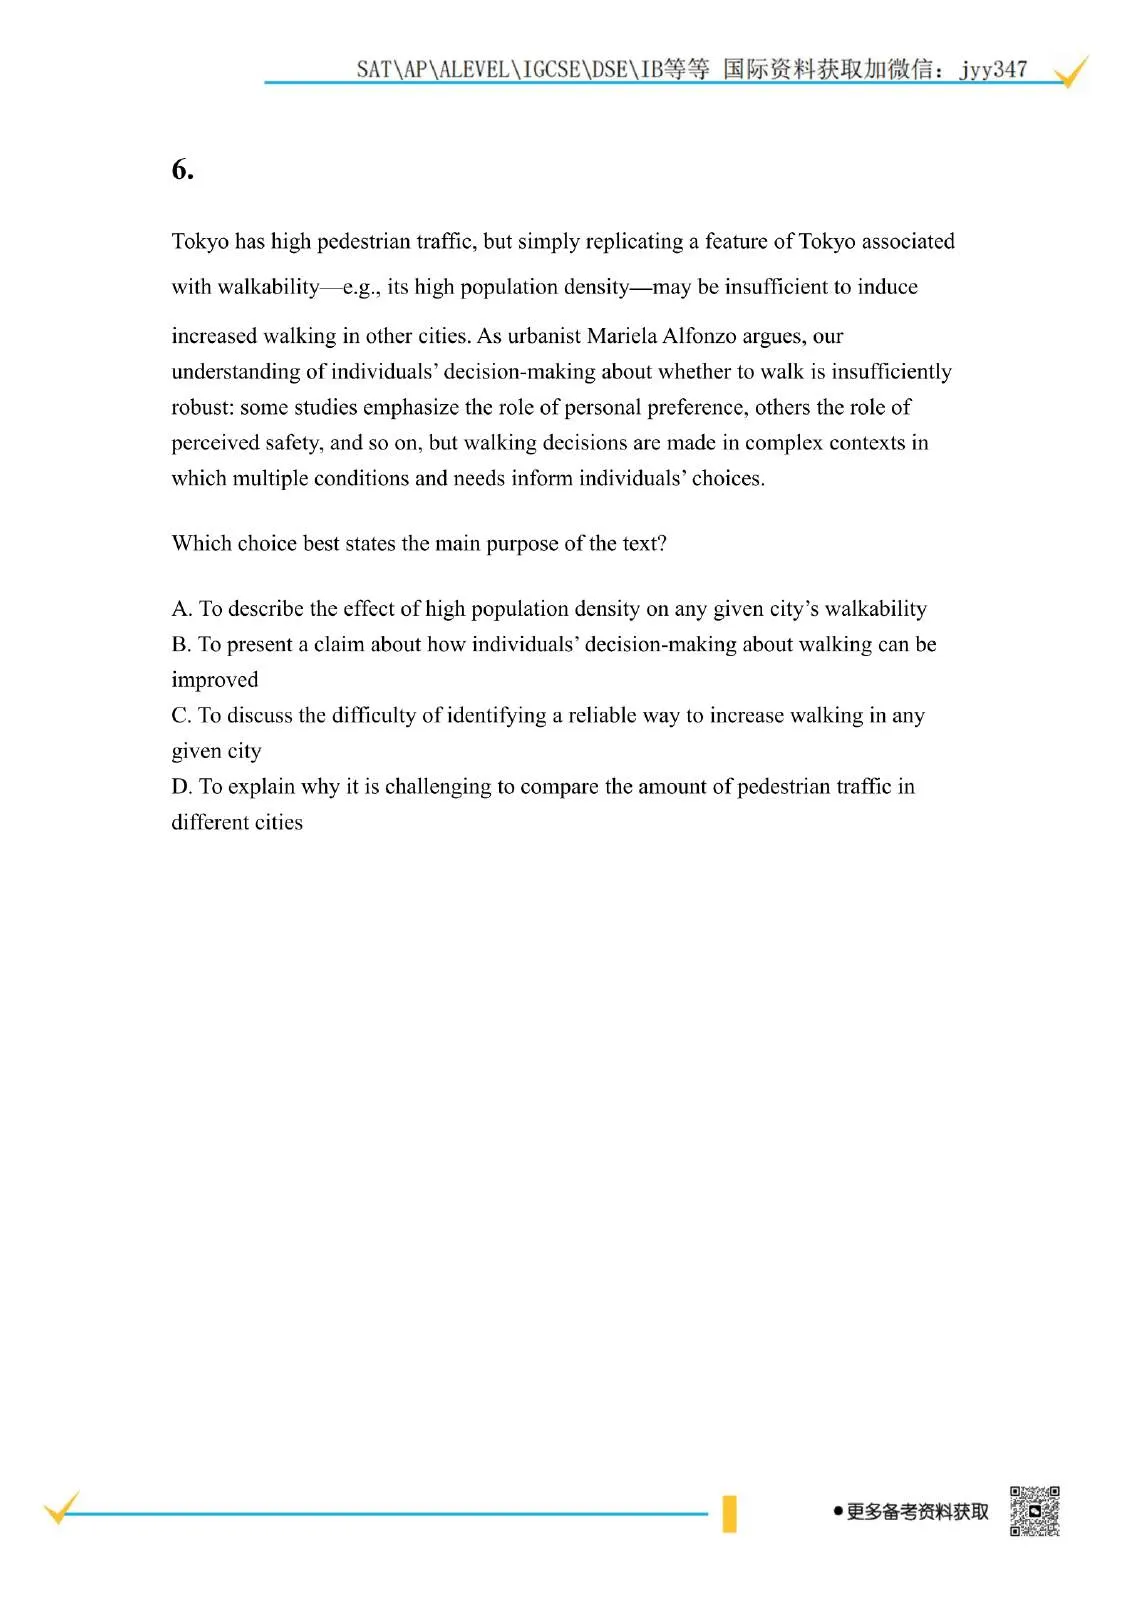 SAT\AP\ALEVEL\IGCSE\DSE\IB等等 国际资料获取加微信：jyy347
6.
Tokyo has high pedestrian traffic, but simply replicating a feature of Tokyo associated
with walkability—e.g., its high population density—may be insufficient to induce
increased walking in other cities. As urbanist Mariela Alfonzo argues, our
understanding of individuals’ decision-making about whether to walk is insufficiently
robust: some studies emphasize the role of personal preference, others the role of
perceived safety, and so on, but walking decisions are made in complex contexts in
which multiple conditions and needs inform individuals’ choices.
Which choice best states the main purpose of the text?
A. To describe the effect of high population density on any given city’s walkability
B. To present a claim about how individuals’ decision-making about walking can be
improved
C. To discuss the difficulty of identifying a reliable way to increase walking in any
given city
D. To explain why it is challenging to compare the amount of pedestrian traffic in
different cities
●更多备考资料获取